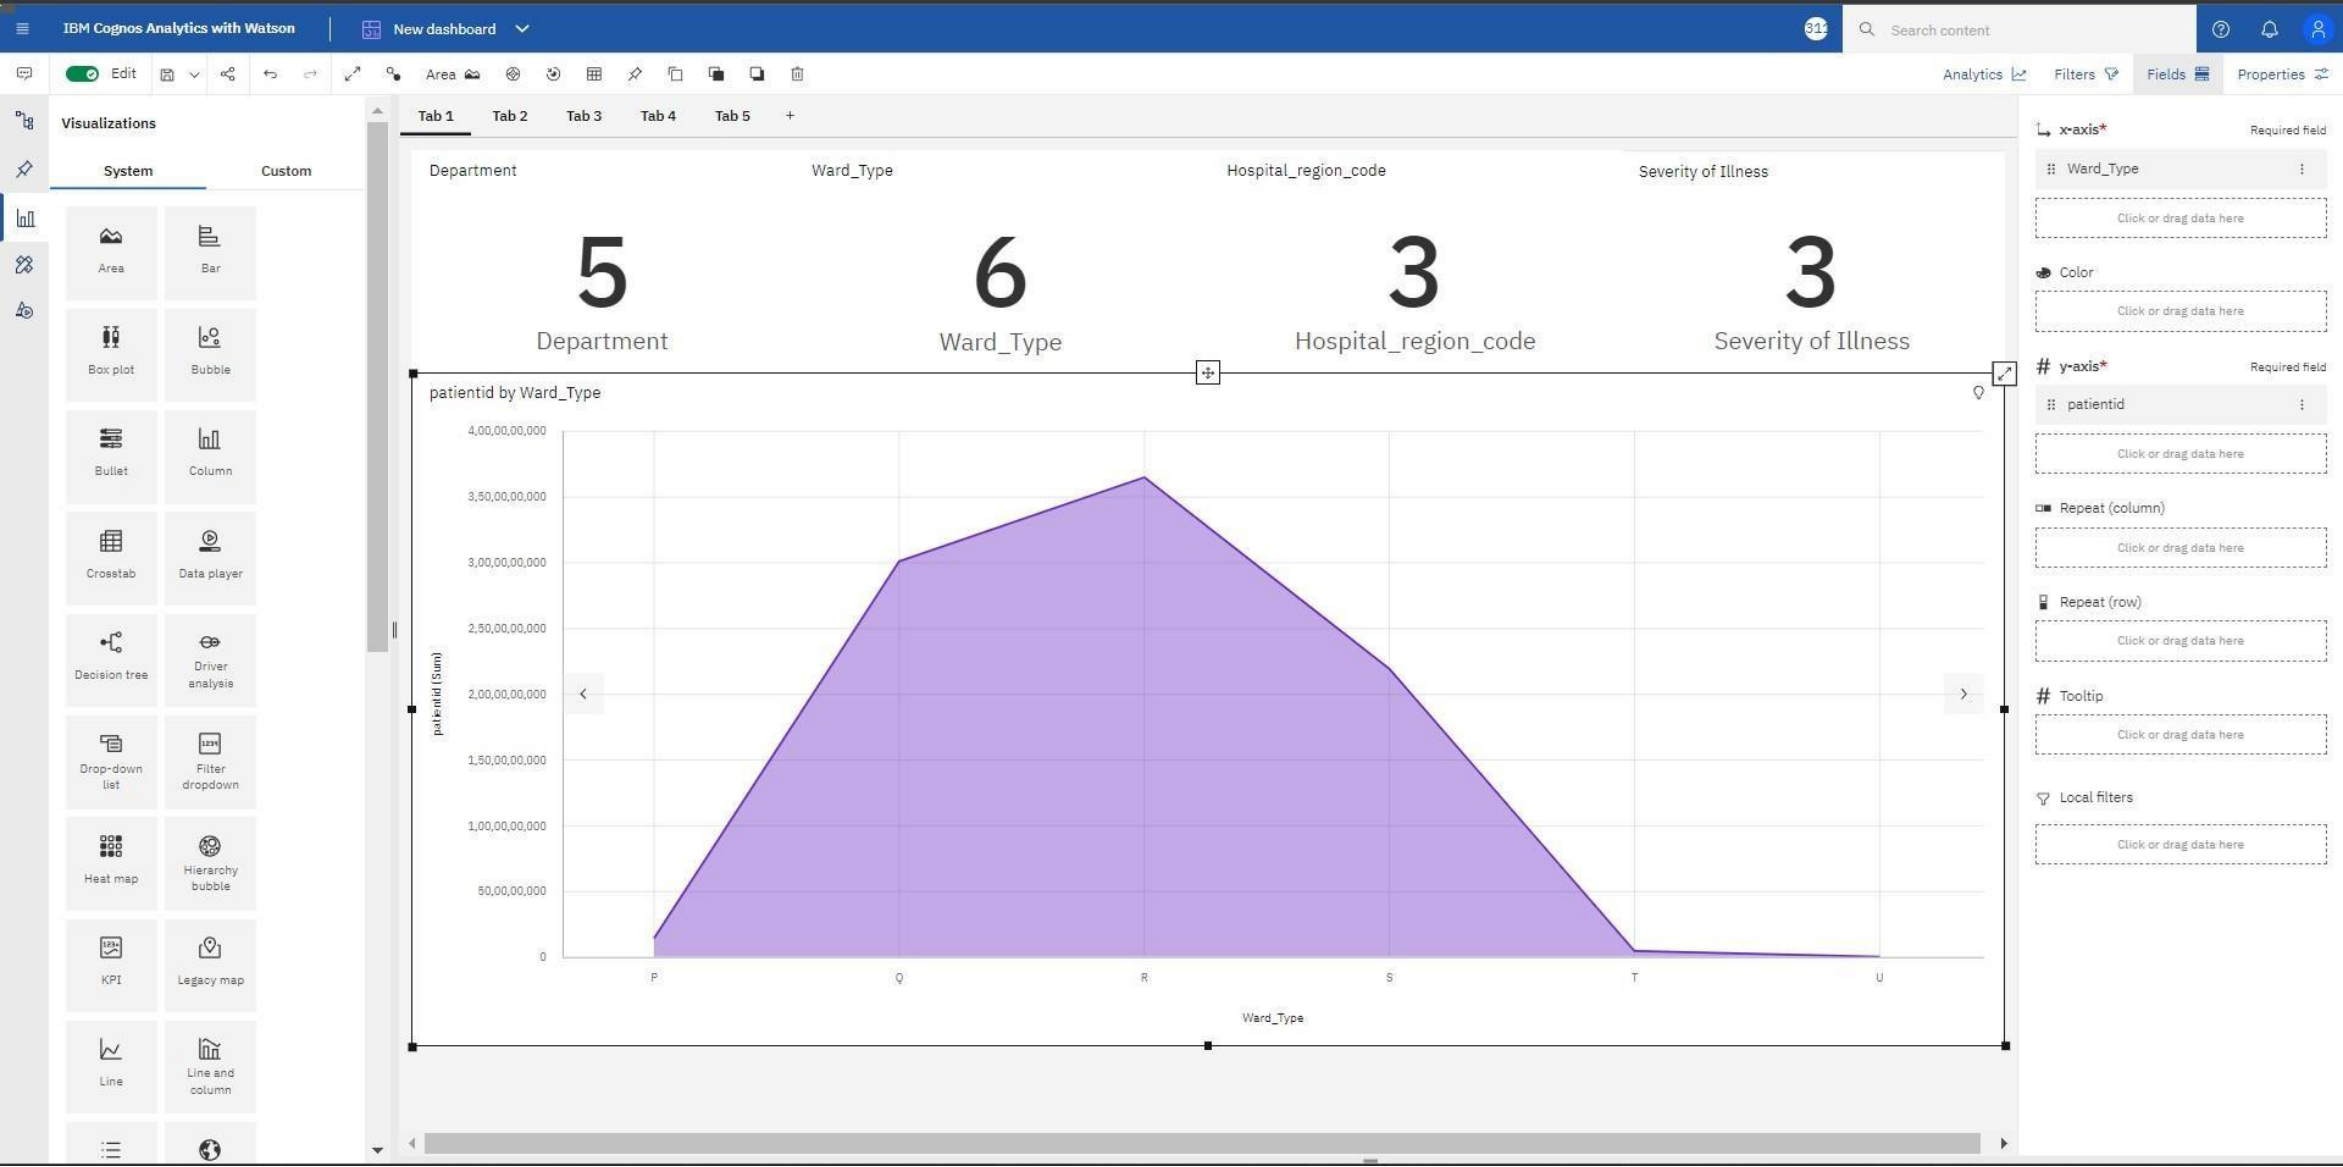 IBM Cognos Analytics with Watson
New dashboard
311
Search content
Edit
Area
Analytics
Filters
Fields
Properties
Visualizations
System
Custom
Area
Bar
Box plot
Bubble
Bullet
Column
Crosstab
Data player
Decision tree
Driver
analysis
Drop-down
list
Filter
dropdown
Heat map
Hierarchy
bubble
KPI
Legacy map
Line
Line and
column
Tab 1
Tab 2
Tab 3
Tab 4
Tab 5
+
Department
5
Department
Ward_Type
6
Ward_Type
Hospital_region_code
3
Hospital_region_code
Severity of Illness
3
Severity of Illness
patientid by Ward_Type
patientid (Sum)
4,00,00,00,000
3,50,00,00,000
3,00,00,00,000
2,50,00,00,000
2,00,00,00,000
1,50,00,00,000
1,00,00,00,000
50,00,00,000
0
P
Q
R
S
T
U
Ward_Type
x-axis*
Required field
Ward_Type
Click or drag data here
Color
Click or drag data here
# y-axis*
Required field
patientid
Click or drag data here
Repeat (column)
Click or drag data here
Repeat (row)
Click or drag data here
# Tooltip
Click or drag data here
Local filters
Click or drag data here